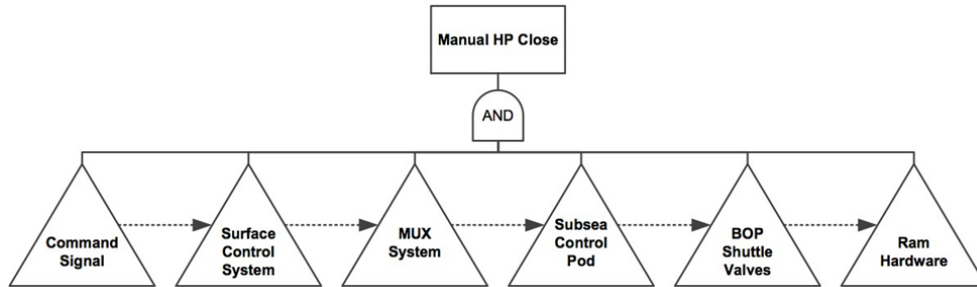 Manual HP Close
AND
Command
Signal
Surface
Control
System
MUX
System
Subsea
Control
Pod
BOP
Shuttle
Valves
Ram
Hardware